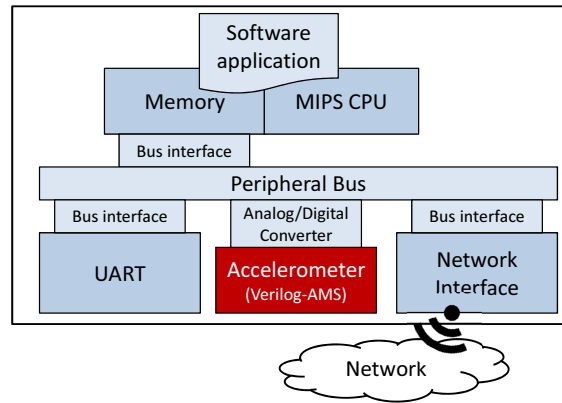 Software
application
Memory
MIPS CPU
Bus interface
Peripheral Bus
Bus interface
Analog/Digital
Converter
Bus interface
UART
Accelerometer
(Verilog-AMS)
Network
Interface
Network